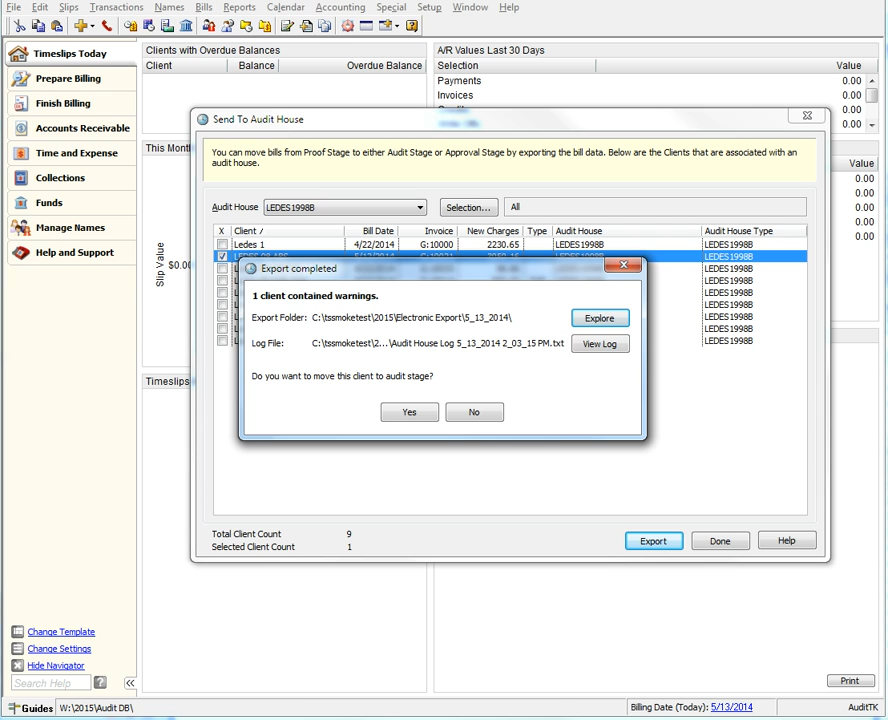 File Edit Slips Transactions Names Bills Reports Calendar Accounting Special Setup Window Help
Timeslips Today
Prepare Billing
Finish Billing
Accounts Receivable
Time and Expense
Collections
Funds
Manage Names
Help and Support
Clients with Overdue Balances
Client Balance Overdue Balance
A/R Values Last 30 Days
Selection Value
Payments 0.00
Invoices 0.00
0.00
0.00
This Month
Value
0.00
0.00
0.00
0.00
0.00
Slip Value
$0.00
Timeslips
Send To Audit House
You can move bills from Proof Stage to either Audit Stage or Approval Stage by exporting the bill data. Below are the Clients that are associated with an
audit house.
Audit House LEDES1998B Selection... All
X Client / Bill Date Invoice New Charges Type Audit House Audit House Type
Ledes 1 4/22/2014 G:10000 2230.65 LEDES1998B LEDES1998B
LEDES1998B
LEDES1998B
LEDES1998B
LEDES1998B
LEDES1998B
LEDES1998B
LEDES1998B
LEDES1998B
Export completed
1 client contained warnings.
Export Folder: C:\tssmoketest\2015\Electronic Export\5_13_2014\ Explore
Log File: C:\tssmoketest\2...\Audit House Log 5_13_2014 2_03_15 PM.txt View Log
Do you want to move this client to audit stage?
Yes No
Total Client Count 9
Selected Client Count 1
Export Done Help
Change Template
Change Settings
Hide Navigator
Search Help ?
Print
Guides W:\2015\Audit DB\ Billing Date (Today): 5/13/2014 AuditTK